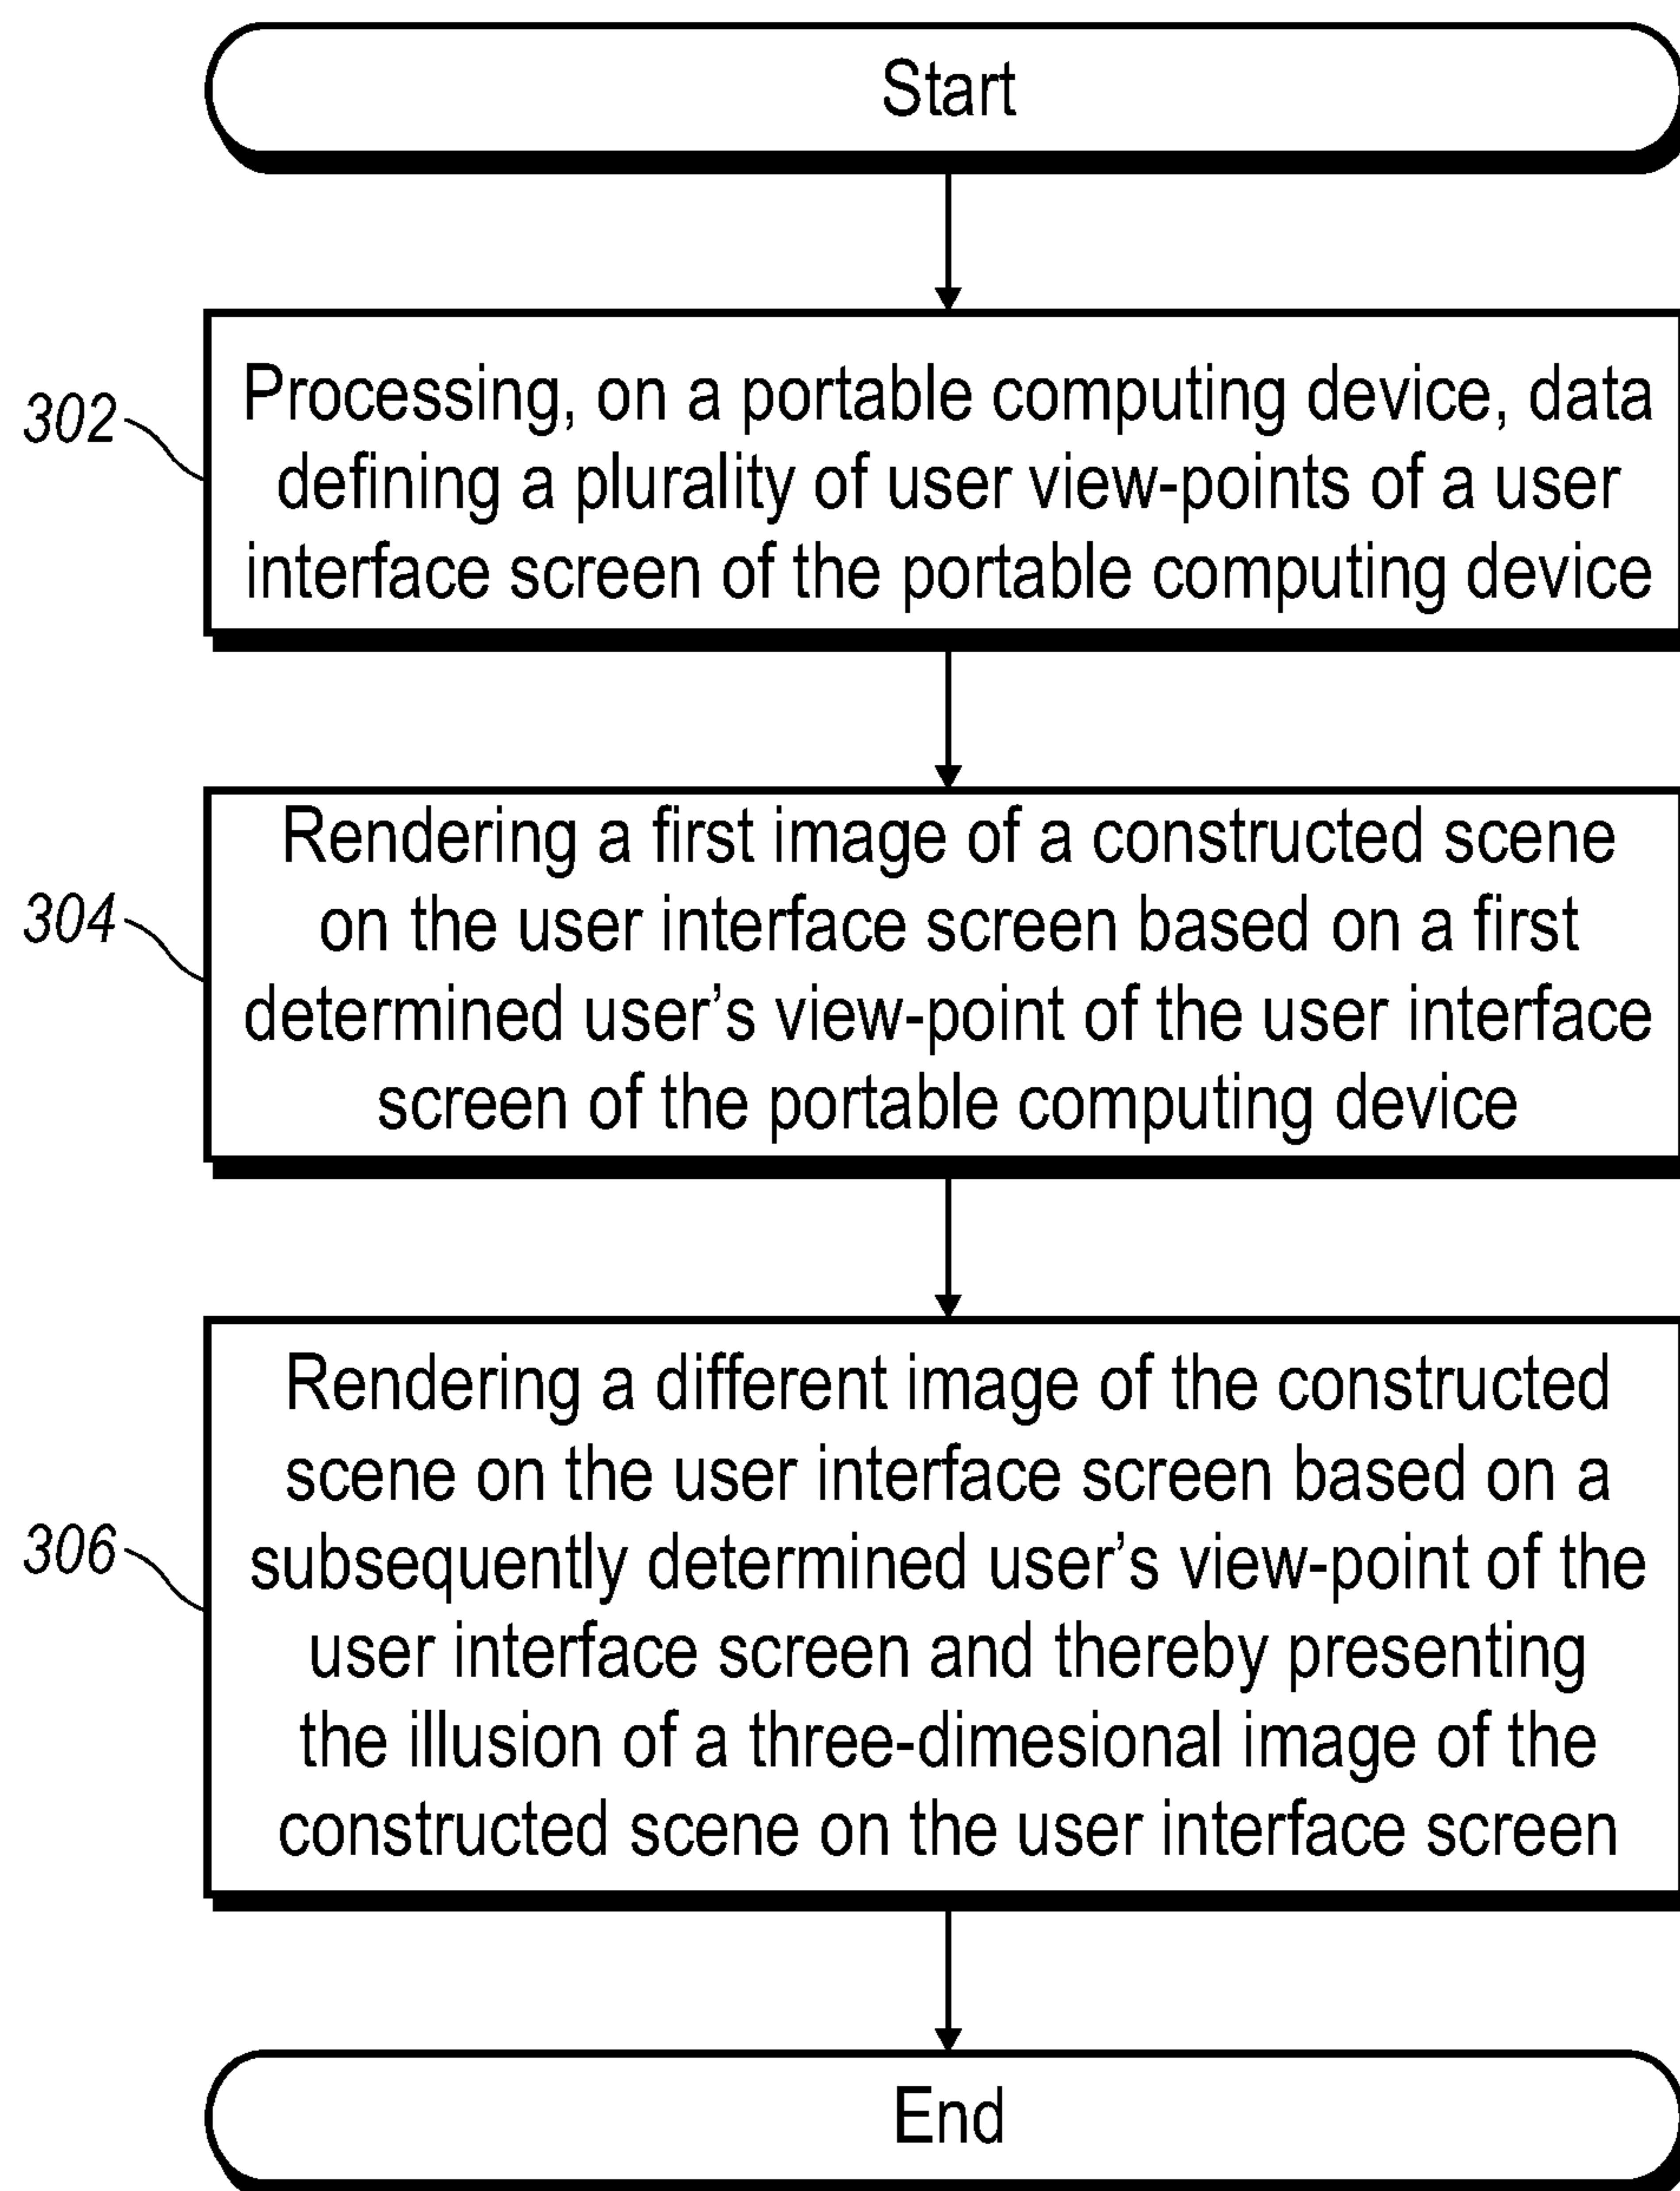 Start
302
Processing, on a portable computing device, data
defining a plurality of user view-points of a user
interface screen of the portable computing device
304
Rendering a first image of a constructed scene
on the user interface screen based on a first
determined user’s view-point of the user interface
screen of the portable computing device
306
Rendering a different image of the constructed
scene on the user interface screen based on a
subsequently determined user’s view-point of the
user interface screen and thereby presenting
the illusion of a three-dimesional image of the
constructed scene on the user interface screen
End